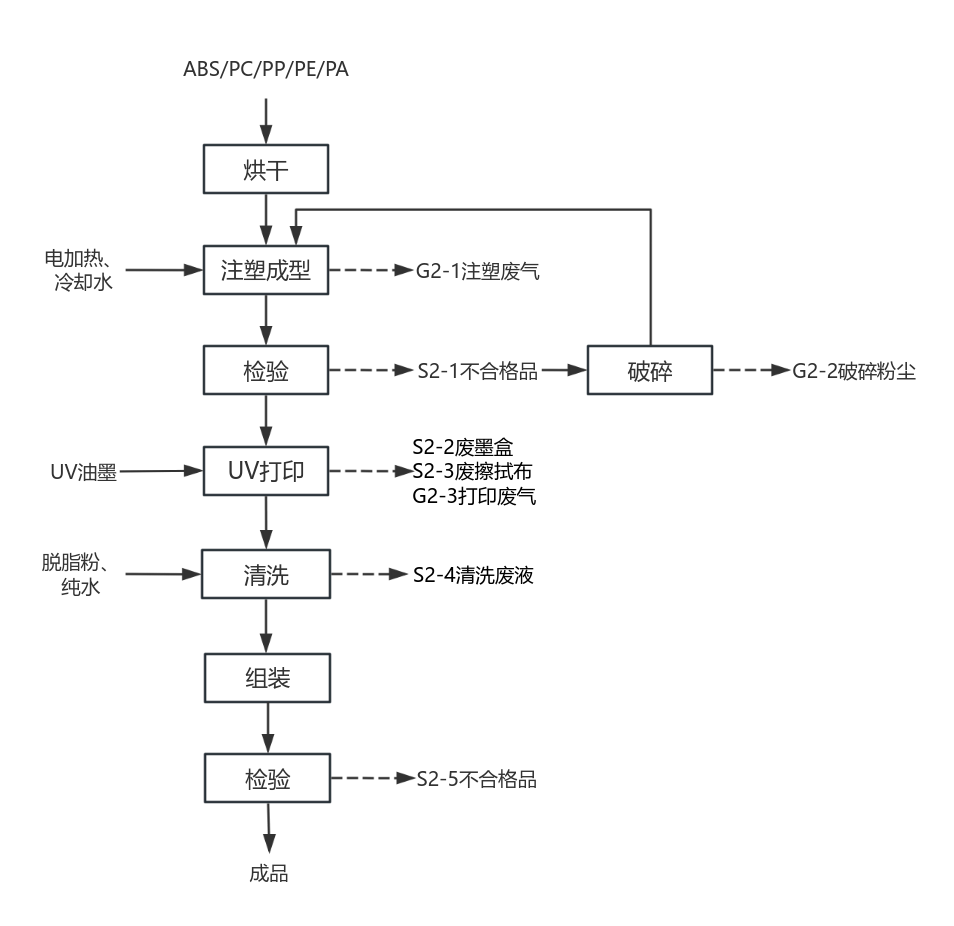 ABS/PC/PP/PE/PA
烘干
电加热、
冷却水
注塑成型
G2-1注塑废气
检验
S2-1不合格品
破碎
G2-2破碎粉尘
UV油墨
UV打印
S2-2废墨盒
S2-3废擦拭布
G2-3打印废气
脱脂粉、
纯水
清洗
S2-4清洗废液
组装
检验
S2-5不合格品
成品